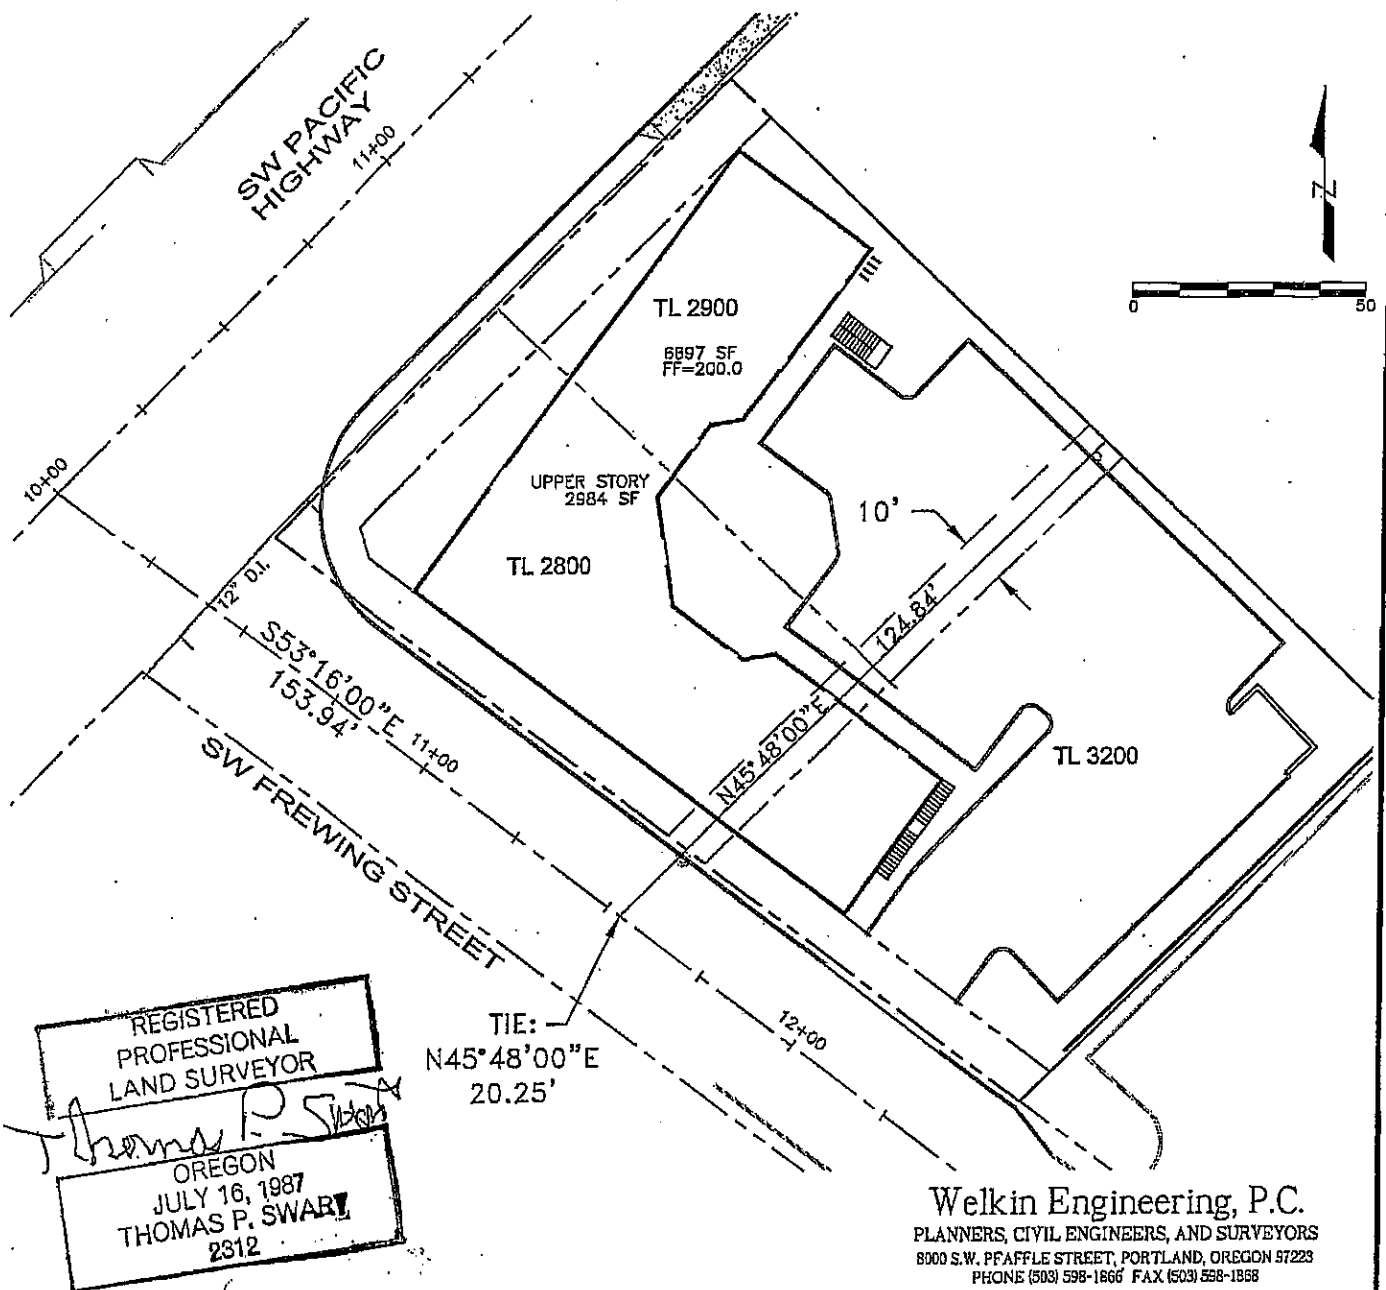 SW PACIFIC
HIGHWAY
11+00
10+00
TL 2900
6897 SF
FF=200.0
UPPER STORY
2984 SF
TL 2800
12" D.I.
S53°16'00"E
153.94'
11+00
SW FREWING STREET
N45°48'00"E
124.84'
10'
TL 3200
Z
0
50
TIE:
N45°48'00"E
20.25'
12+00
REGISTERED
PROFESSIONAL
LAND SURVEYOR
Thomas P. Swart
OREGON
JULY 16, 1987
THOMAS P. SWART
2312
Welkin Engineering, P.C.
PLANNERS, CIVIL ENGINEERS, AND SURVEYORS
8000 S.W. PFAFFLE STREET, PORTLAND, OREGON 97223
PHONE (503) 598-1866 FAX (503) 598-1868